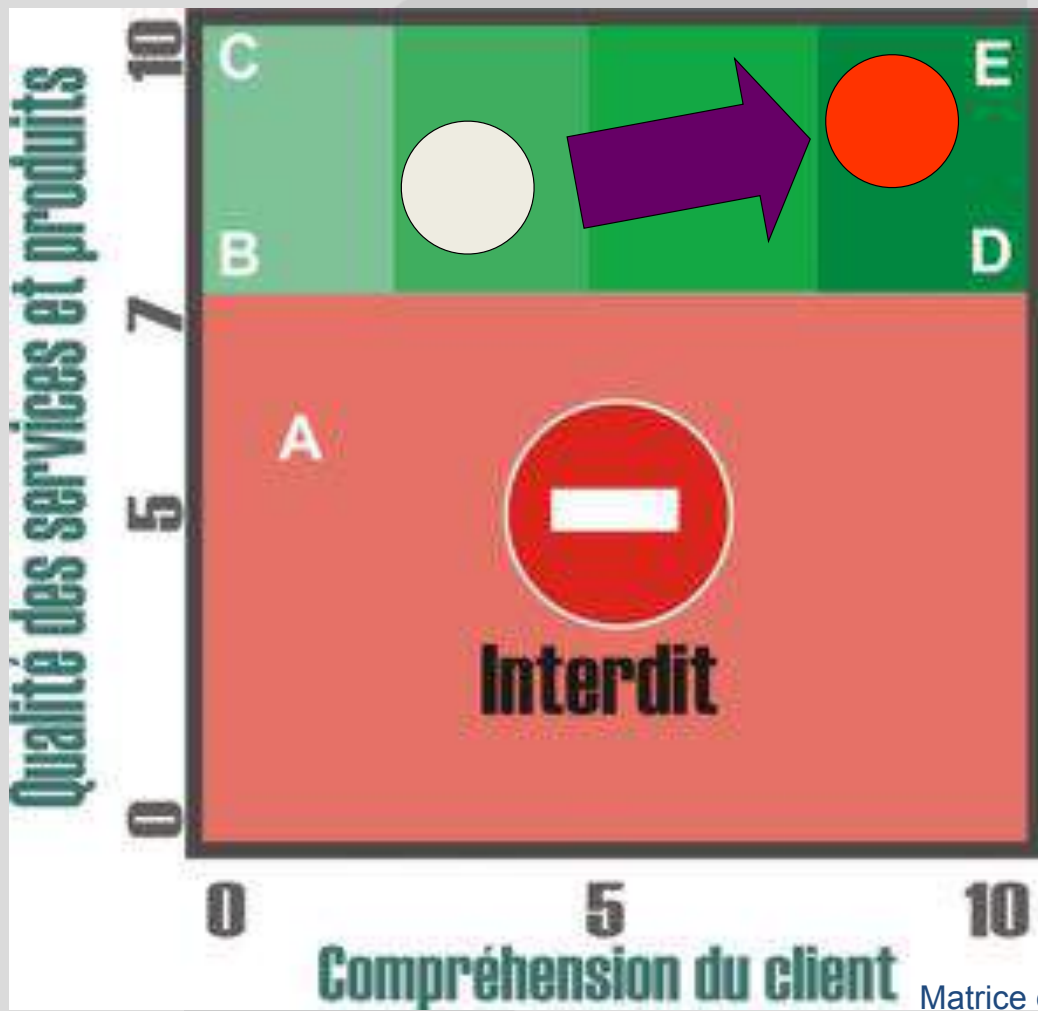 Qualité des services et produits
10
7
5
0
C
E
B
D
A
Interdit
0 5 10
Compréhension du client
Matrice